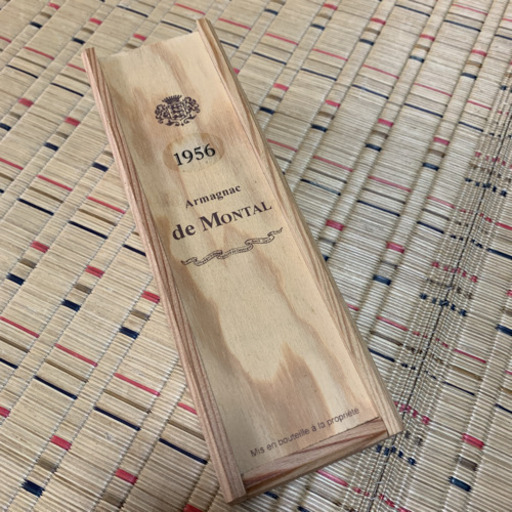 1956
Armagnac
de MONTAL
Mis en bouteille à la propriété